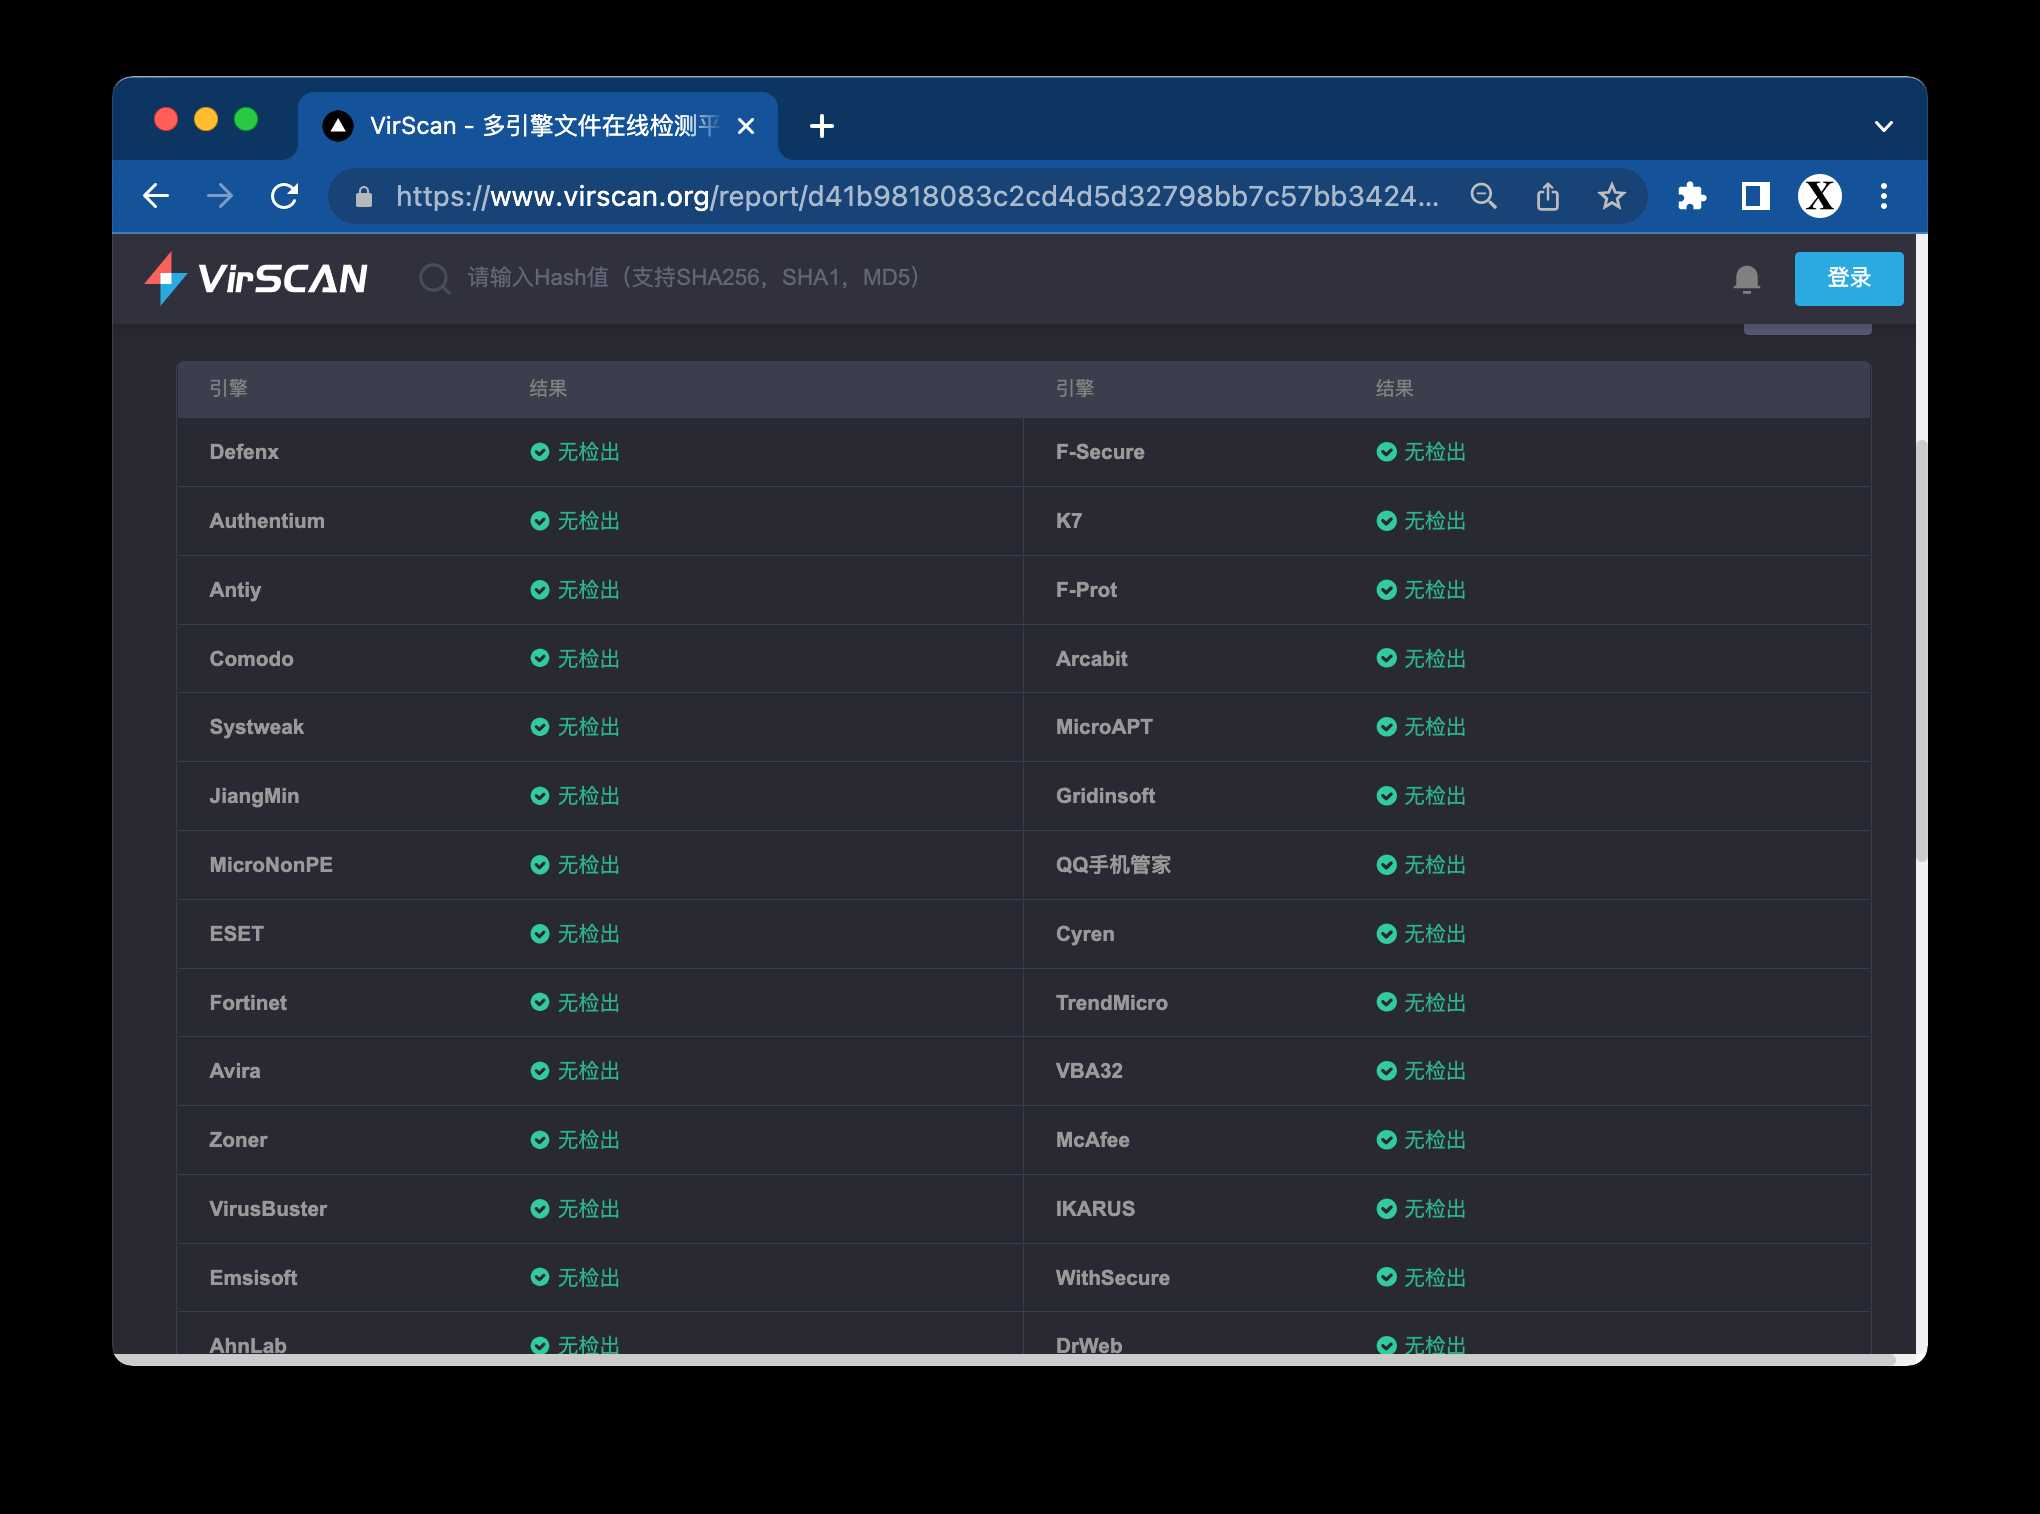 VirScan - 多引擎文件在线检测平
https://www.virscan.org/report/d41b9818083c2cd4d5d32798bb7c57bb3424...
X
VirSCAN 请输入Hash值（支持SHA256，SHA1，MD5） 登录
引擎 结果 引擎 结果
Defenx 无检出 F-Secure 无检出
Authentium 无检出 K7 无检出
Antiy 无检出 F-Prot 无检出
Comodo 无检出 Arcabit 无检出
Systweak 无检出 MicroAPT 无检出
JiangMin 无检出 Gridinsoft 无检出
MicroNonPE 无检出 QQ手机管家 无检出
ESET 无检出 Cyren 无检出
Fortinet 无检出 TrendMicro 无检出
Avira 无检出 VBA32 无检出
Zoner 无检出 McAfee 无检出
VirusBuster 无检出 IKARUS 无检出
Emsisoft 无检出 WithSecure 无检出
AhnLab 无检出 DrWeb 无检出